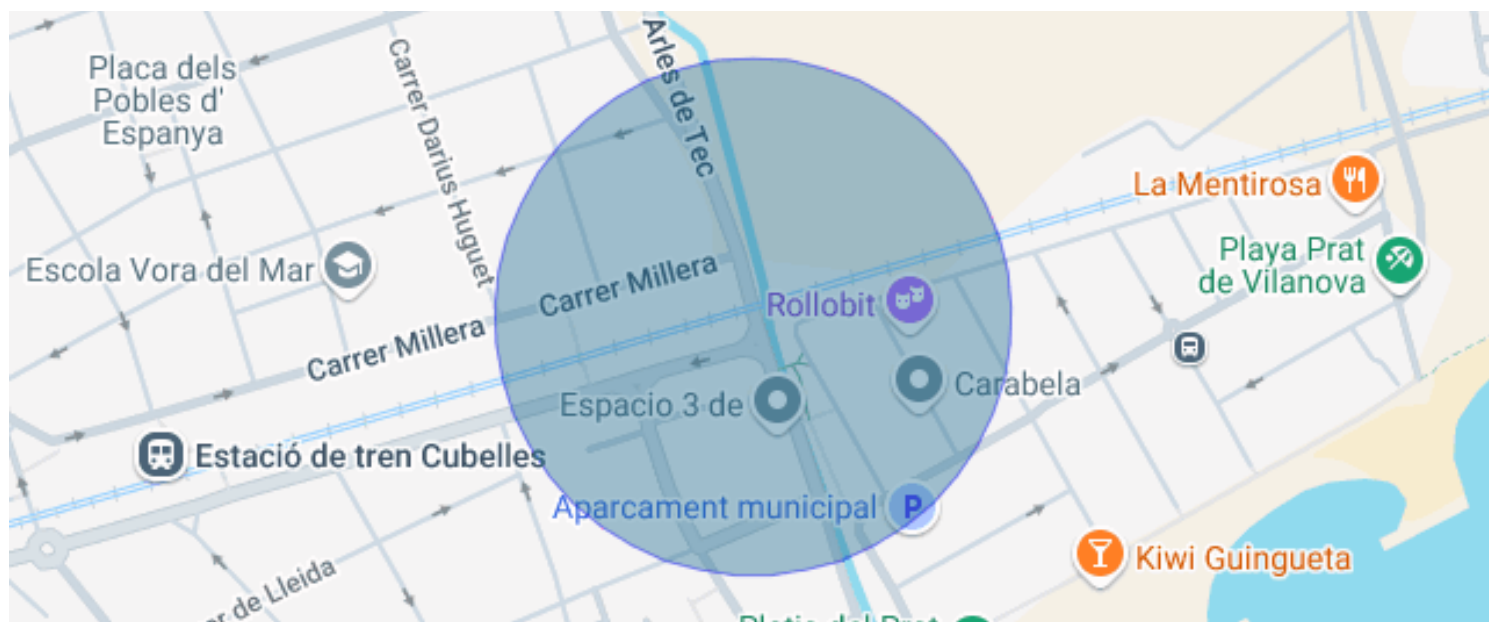 Placa dels
Pobles d'
Espanya
Carrer Darius Huguet
Arles de Tec
La Mentirosa
Playa Prat
de Vilanova
Escola Vora del Mar
Carrer Millera
Rollobit
Carrer Millera
Carabela
Espacio 3 de
Estació de tren Cubelles
Aparcament municipal
P
Kiwi Guingueta
de Lleida